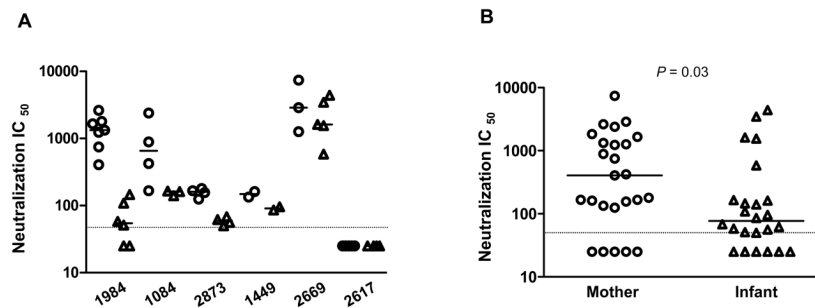 A
Neutralization IC 50
10000
1000
100
10
1984 1084 2873 1449 2669 2617
B
P = 0.03
Neutralization IC 50
10000
1000
100
10
Mother Infant